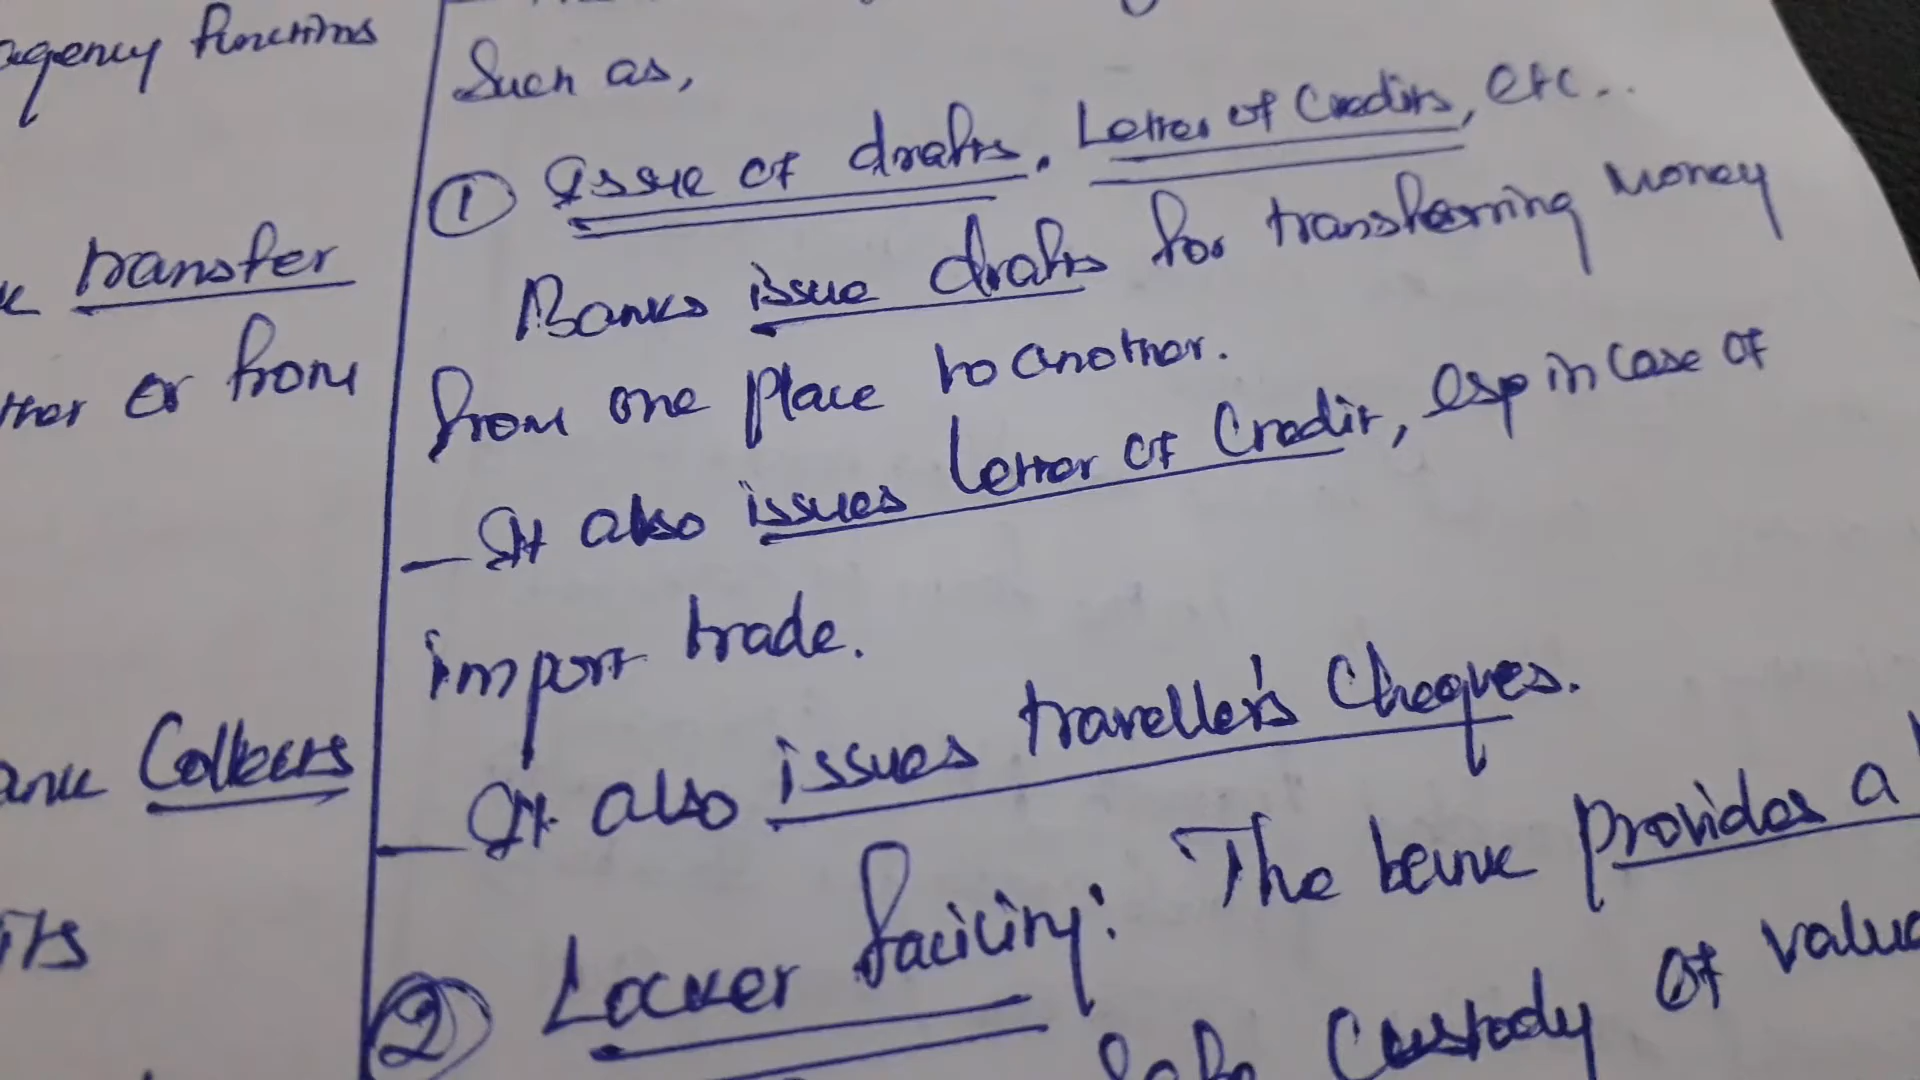 agency functions
transfer
ther or from
Collects
its
Such as,
① Issue of drafts, Letter of Credits, etc..
Banks issue drafts for transferring money
from one place to another.
- It also issues letter of Credit, esp in case of
import trade.
- It also issues traveller's Cheques.
② Locker facility: The bank provides a
safe Custody of